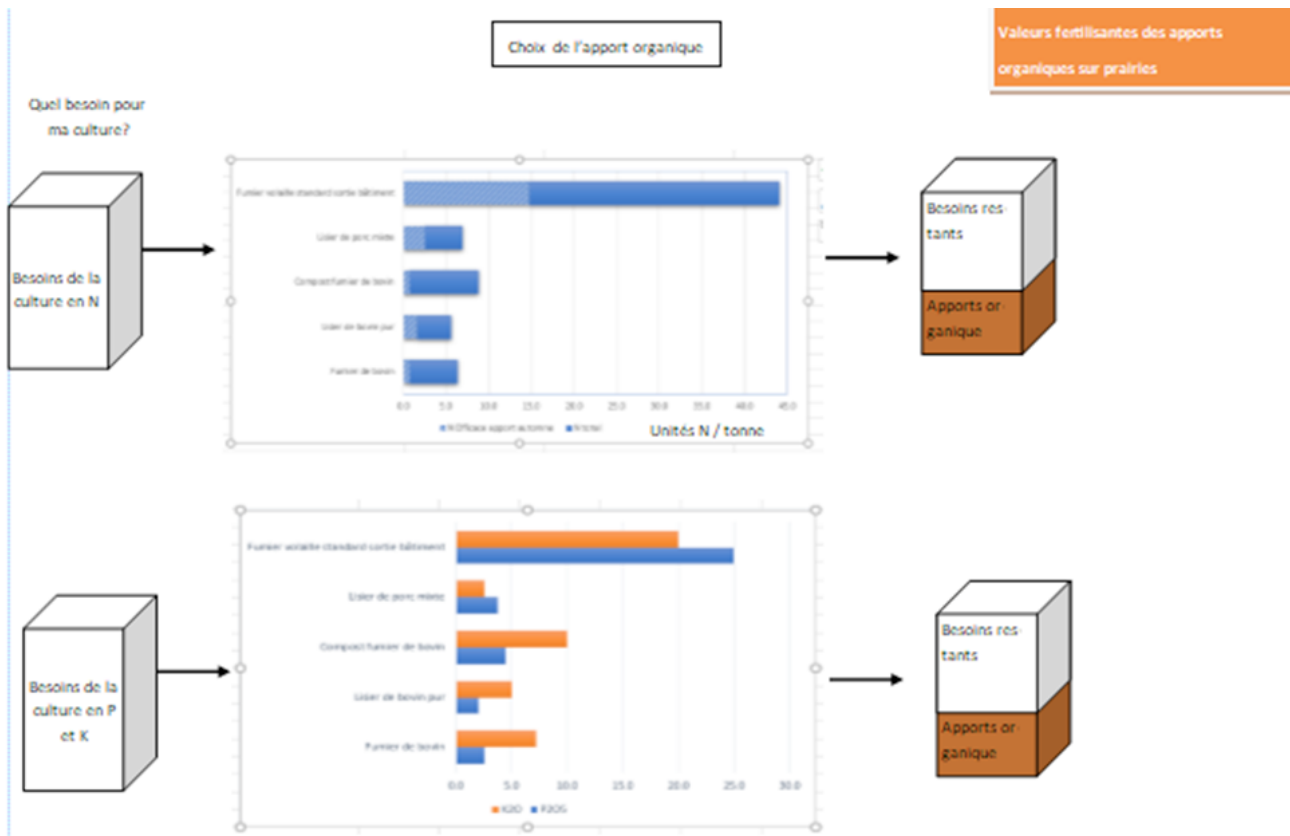 Choix de l'apport organique
Valeurs fertilisantes des apports
organiques sur prairies
Quel besoin pour
ma culture?
Besoins de la
culture en N
Fumier volaille standard sortie bâtiment
Lisier de porc mixte
Compost fumier de bovin
Lisier de bovin pur
Fumier de bovin
0.0 5.0 10.0 15.0 20.0 25.0 30.0 35.0 40.0 45.0
N Efficace apport automne N total
Unités N / tonne
Besoins res-
tants
Apports or-
ganique
Besoins de la
culture en P
et K
Fumier volaille standard sortie bâtiment
Lisier de porc mixte
Compost fumier de bovin
Lisier de bovin pur
Fumier de bovin
0.0 5.0 10.0 15.0 20.0 25.0 30.0
K2O P2O5
Besoins res-
tants
Apports or-
ganique